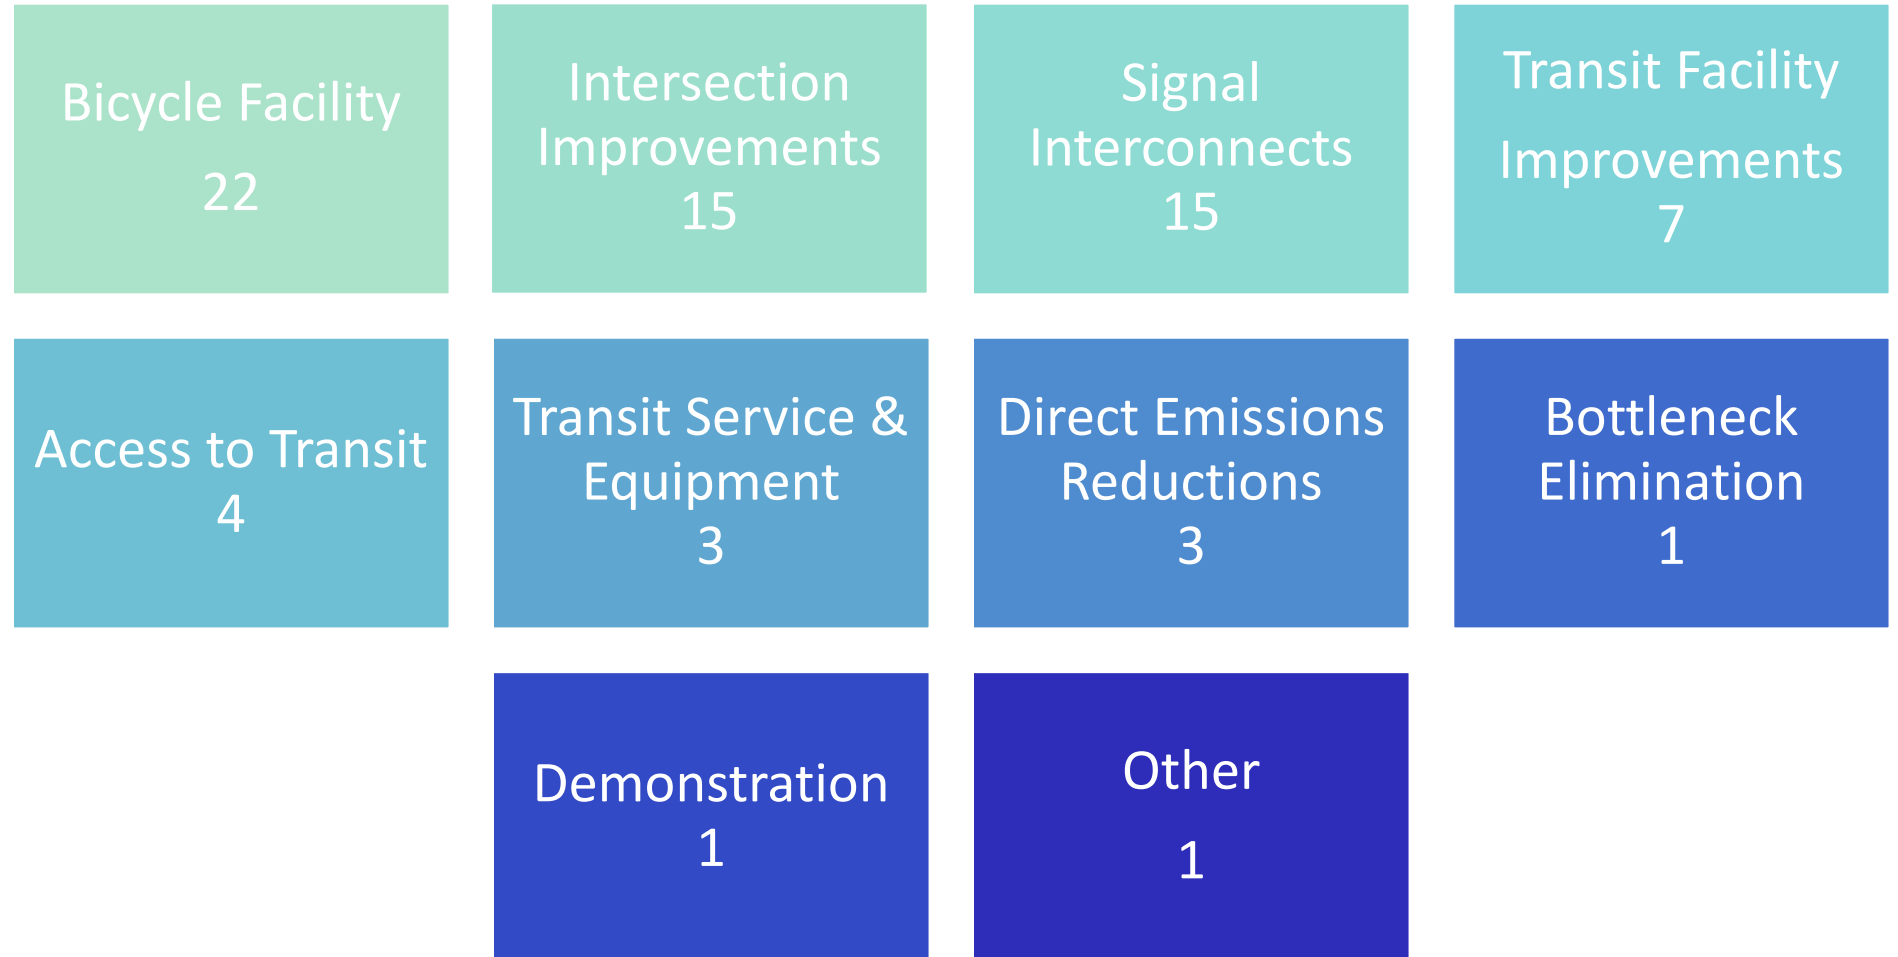 Bicycle Facility
22
Intersection
Improvements
15
Signal
Interconnects
15
Transit Facility
Improvements
7
Access to Transit
4
Transit Service &
Equipment
3
Direct Emissions
Reductions
3
Bottleneck
Elimination
1
Demonstration
1
Other
1